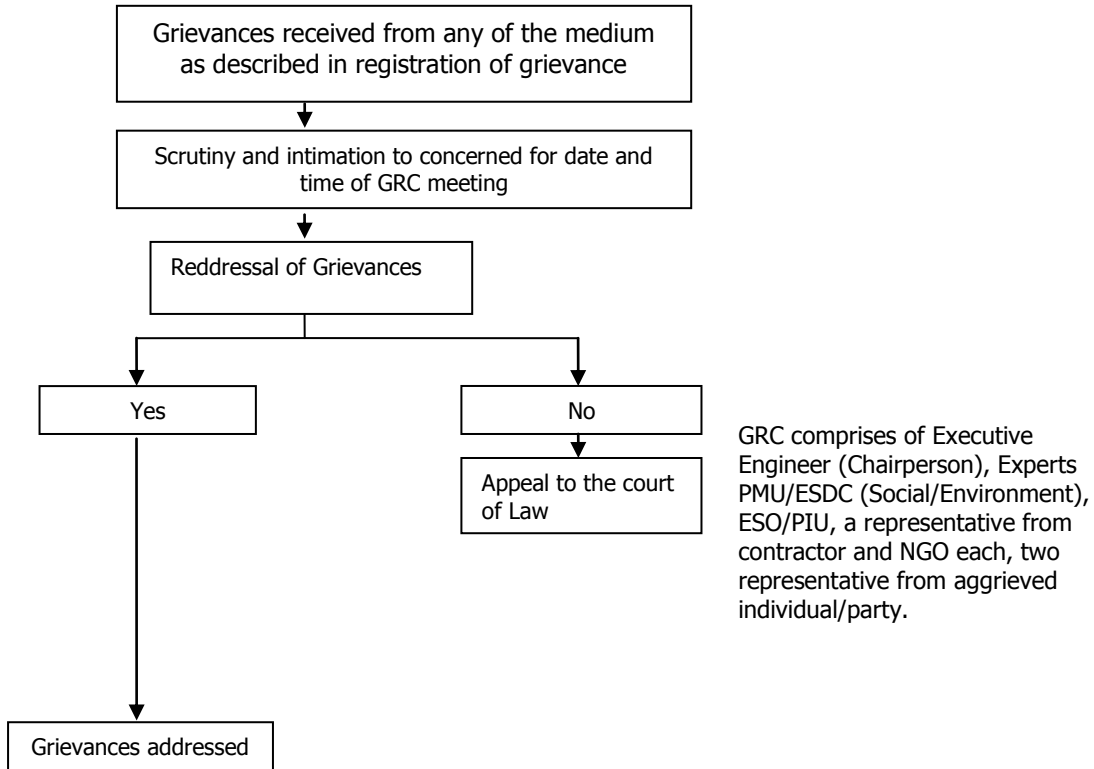 Grievances received from any of the medium
as described in registration of grievance
Scrutiny and intimation to concerned for date and
time of GRC meeting
Reddressal of Grievances
Yes
No
Appeal to the court
of Law
GRC comprises of Executive
Engineer (Chairperson), Experts
PMU/ESDC (Social/Environment),
ESO/PIU, a representative from
contractor and NGO each, two
representative from aggrieved
individual/party.
Grievances addressed